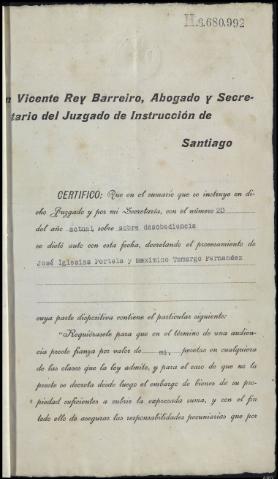 H.6.680.992
n Vicente Rey Barreiro, Abogado y Secre-
tario del Juzgado de Instrucción de
Santiago
CERTIFICO: Que en el sumario que se instruye en di-
cho Juzgado y por mi Secretaría, con el número 20
del año actual, sobre sobre desobediencia
se dictó auto con esta fecha, decretando el procesamiento de
José Iglesias Portela y Maximino Tamargo Fernandez
cuya parte dispositiva contiene el particular siguiente:
"Requiérasele para que en el término de una audien-
cia preste fianza por valor de mi, pesetas en cualquiera
de las clases que la ley admite, y para el caso de que no la
preste se decreta desde luego el embargo de bienes de su pro-
piedad suficientes a cubrir la expresada suma, y con el fin
todo ello de asegurar las responsabilidades pecuniarias que por